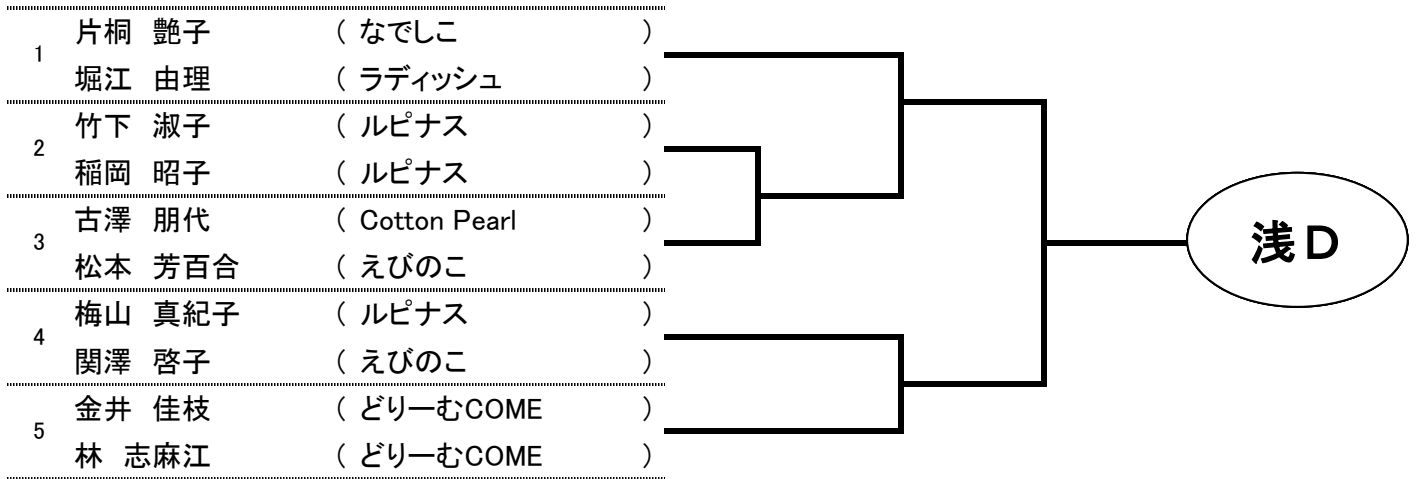 1
片桐 艶子 ( なでしこ )
堀江 由理 ( ラディッシュ )
2
竹下 淑子 ( ルピナス )
稲岡 昭子 ( ルピナス )
3
古澤 朋代 ( Cotton Pearl )
松本 芳百合 ( えびのこ )
4
梅山 真紀子 ( ルピナス )
関澤 啓子 ( えびのこ )
5
金井 佳枝 ( どりーむCOME )
林 志麻江 ( どりーむCOME )
浅D